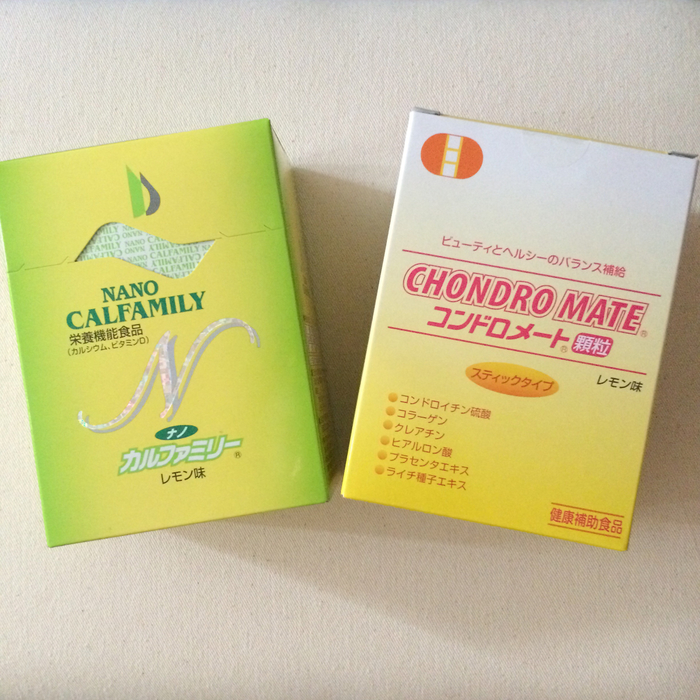 NANO
CALFAMILY
NANO
CALFAMILY
栄養機能食品
(カルシウム、ビタミンD)
N
ナノ
カルファミリー®
レモン味
ビューティとヘルシーのバランス補給
CHONDRO MATE®
コンドロメート®顆粒
スティックタイプ
レモン味
コンドロイチン硫酸
コラーゲン
クレアチン
ヒアルロン酸
プラセンタエキス
ライチ種子エキス
健康補助食品